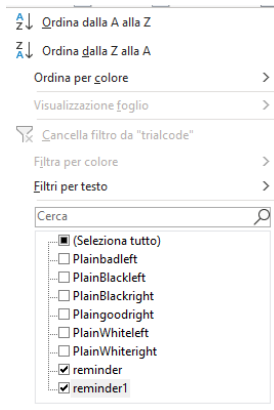 Ordina dalla A alla Z
Ordina dalla Z alla A
Ordina per colore
Visualizzazione foglio
Cancella filtro da "trialcode"
Filtra per colore
Filtri per testo
Cerca
(Seleziona tutto)
Plainbadleft
PlainBlackleft
PlainBlackright
Plaingoodright
PlainWhiteleft
PlainWhiteright
reminder
reminder1